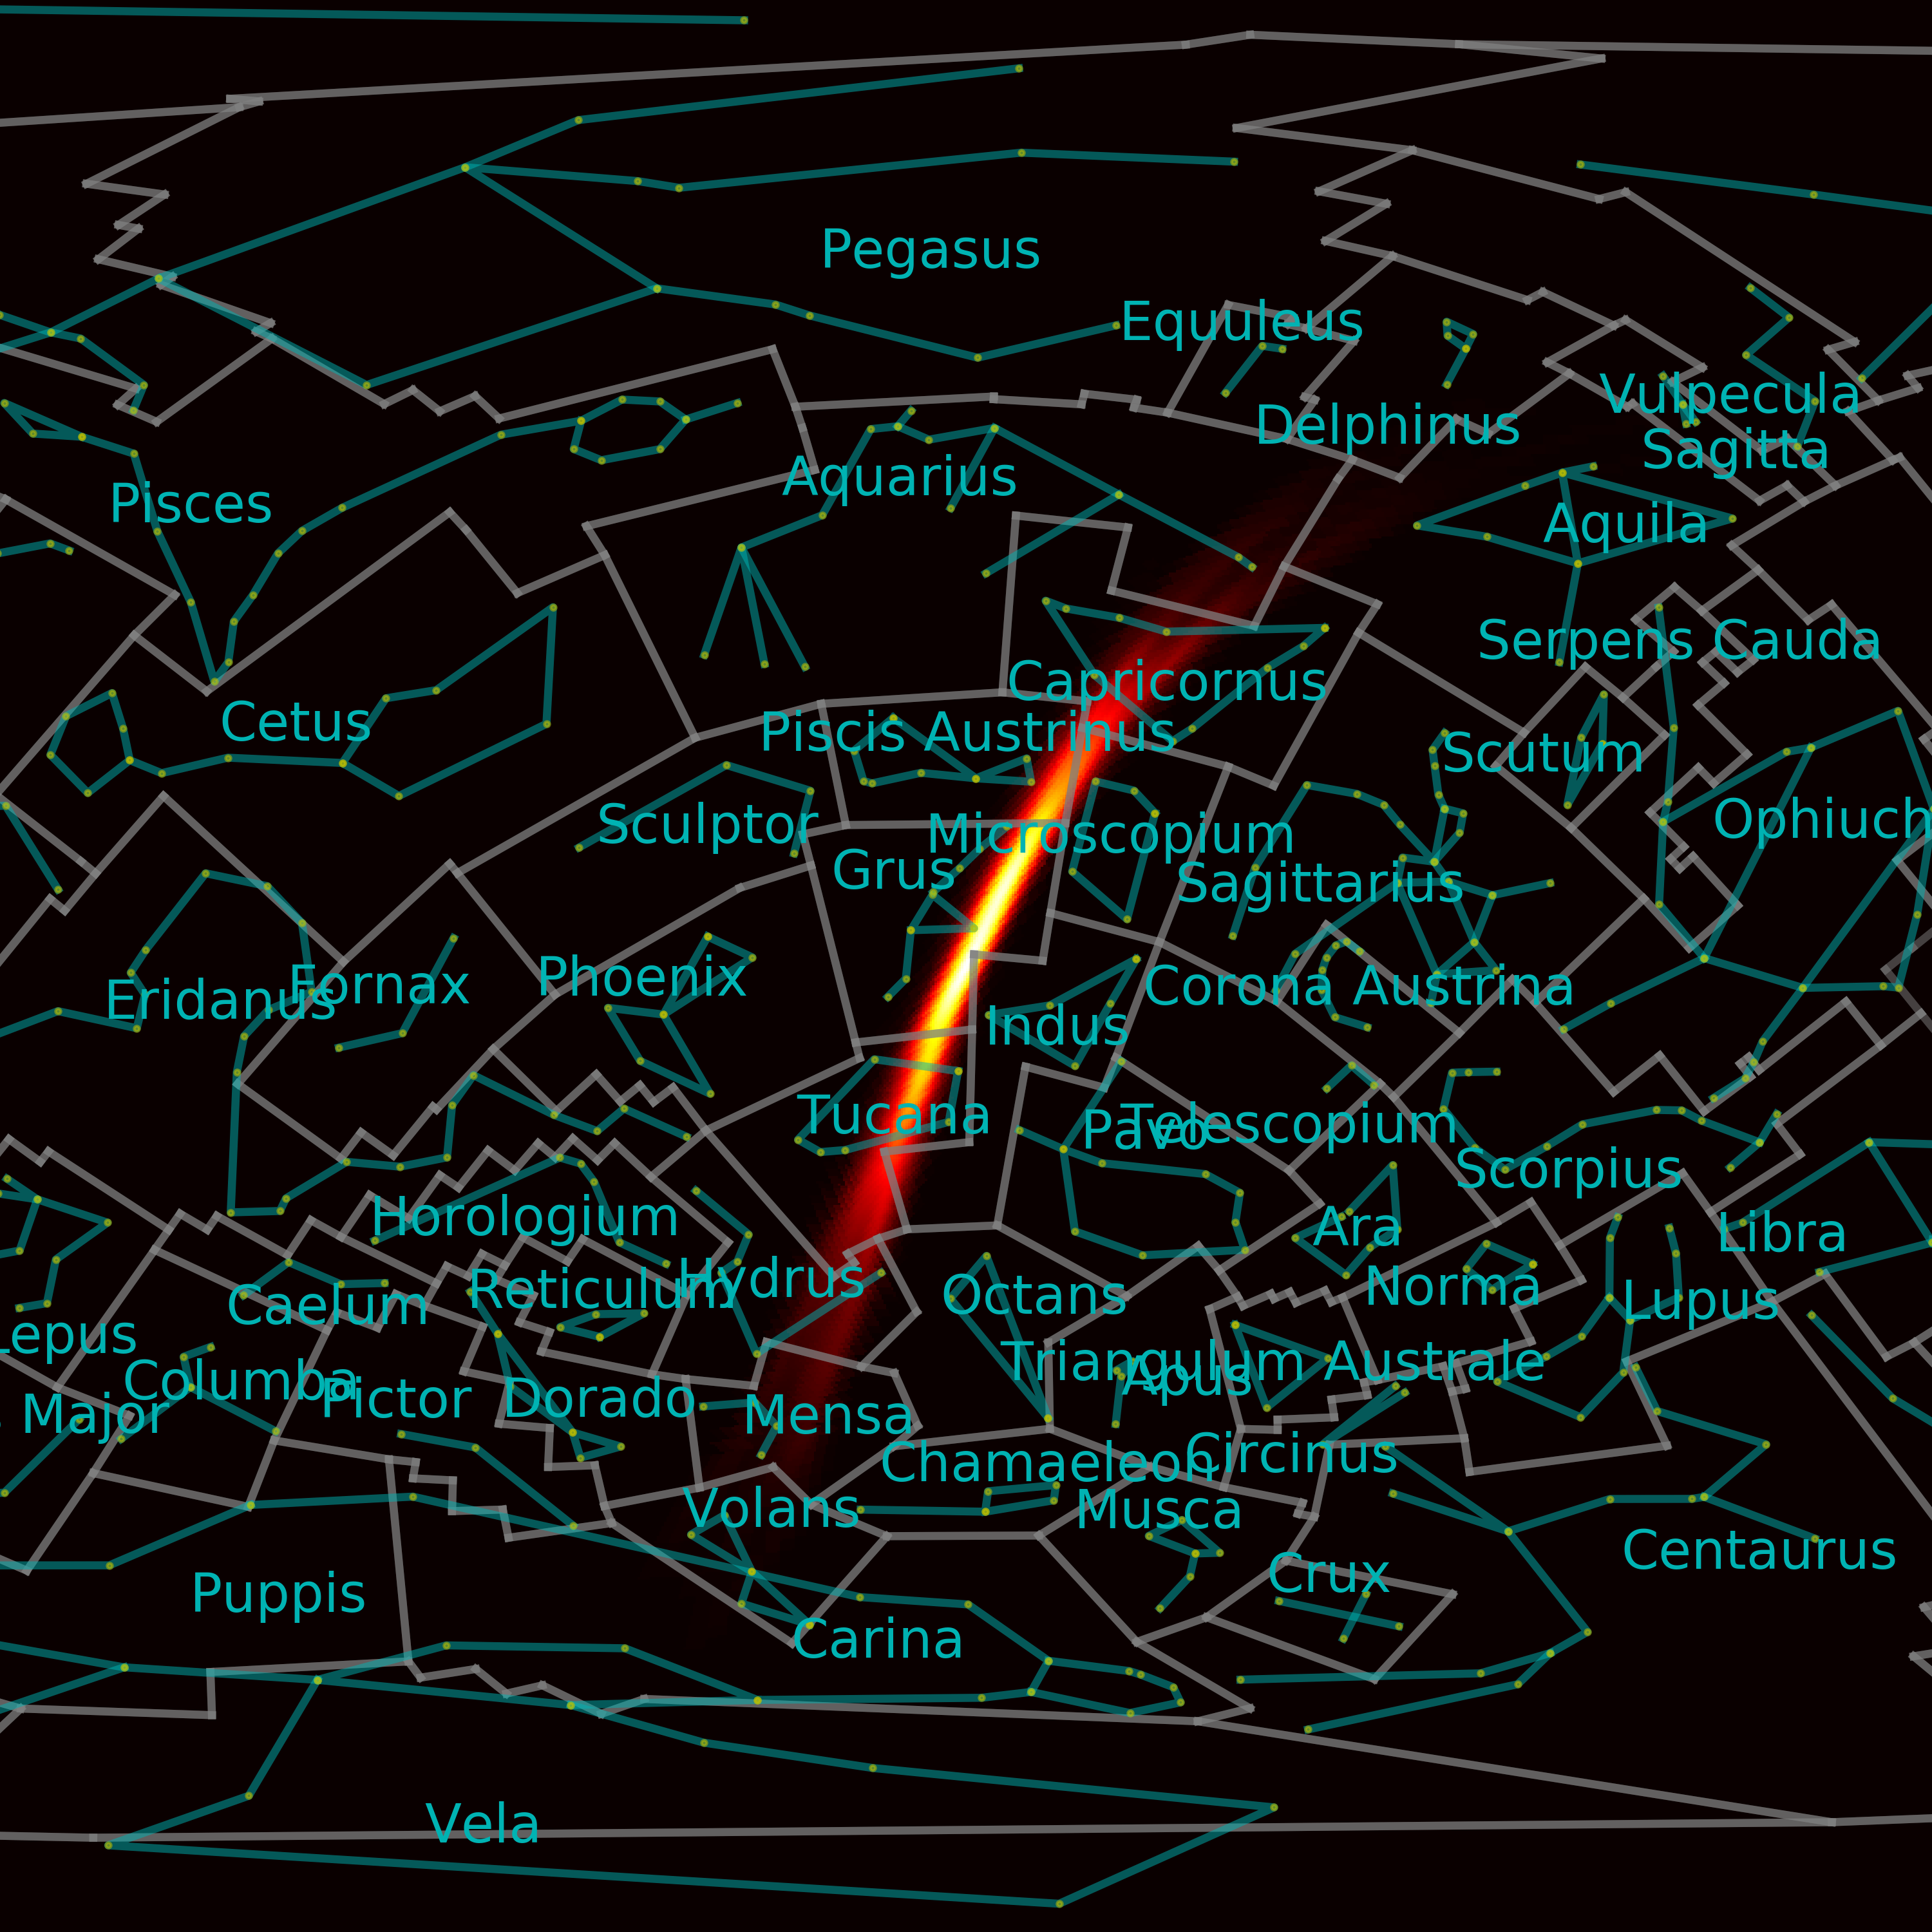 Pegasus
Equuleus
Vulpecula
Delphinus
Sagitta
Aquarius
Pisces
Aquila
Serpens Cauda
Capricornus
Cetus
Piscis Austrinus
Scutum
Ophiuch
Sculptor
Microscopium
Grus
Sagittarius
Phoenix
Fornax
Corona Austrina
Eridanus
Indus
Tucana
Telescopium
Pavo
Scorpius
Horologium
Ara
Libra
Hydrus
Reticulum
Octans
Norma
Caelum
Lupus
Lepus
Triangulum Australe
Columba
Apus
Pictor
Dorado
Major
Mensa
Circinus
Chamaeleon
Volans
Musca
Centaurus
Crux
Puppis
Carina
Vela